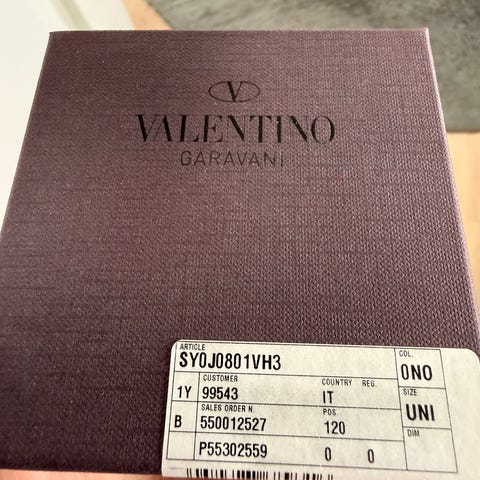 V
VALENTINO
GARAVANI
ARTICLE
SY0J0801VH3
COL.
0NO
CUSTOMER COUNTRY REG.
1Y 99543 IT
SIZE
UNI
SALES ORDER N. POS.
B 550012527 120
DIM
P55302559 0 0